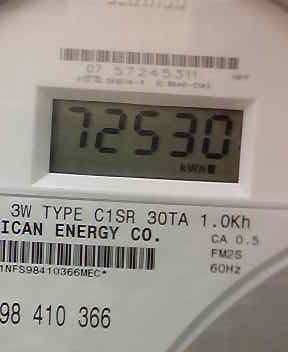 07 57245311
72530
kWh
3W TYPE C1SR 30TA 1.0Kh
ICAN ENERGY CO.
CA 0.5
FM2S
1NFS98410366MEC*
60Hz
98 410 366